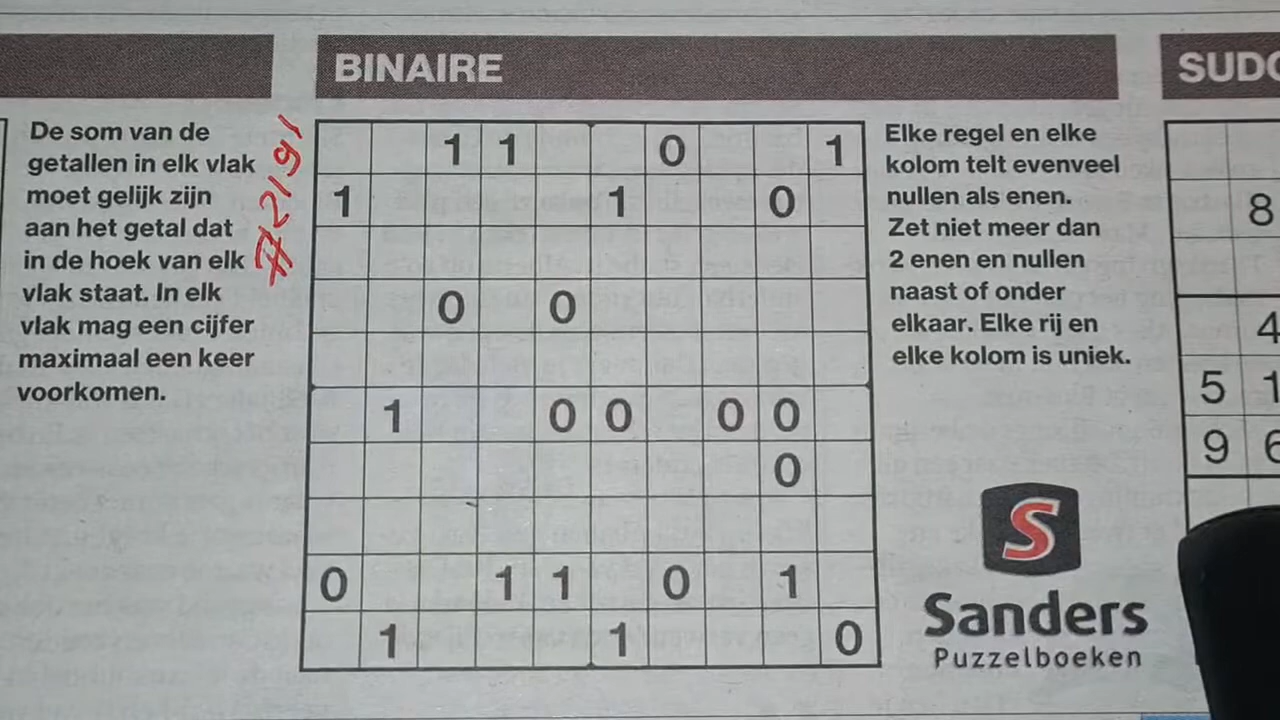 BINAIRE
SUDO
De som van de
getallen in elk vlak
moet gelijk zijn
aan het getal dat
in de hoek van elk
vlak staat. In elk
vlak mag een cijfer
maximaal een keer
voorkomen.
#72191
1 1 0 1
1 1 0
0 0
1 0 0 0 0
0
0 1 1 0 1
1 1 0
Elke regel en elke
kolom telt evenveel
nullen als enen.
Zet niet meer dan
2 enen en nullen
naast of onder
elkaar. Elke rij en
elke kolom is uniek.
S
Sanders
Puzzelboeken
8
4
5 1
9 6